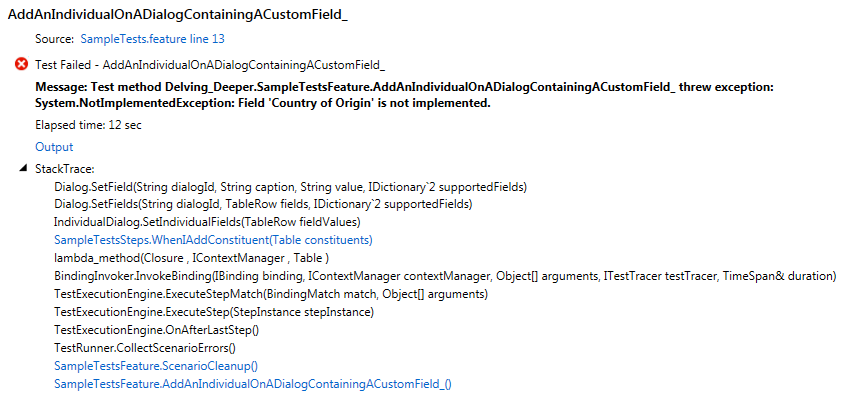 AddAnIndividualOnADialogContainingACustomField_
Source: SampleTests.feature line 13
Test Failed - AddAnIndividualOnADialogContainingACustomField_
Message: Test method Delving_Deeper.SampleTestsFeature.AddAnIndividualOnADialogContainingACustomField_ threw exception:
System.NotImplementedException: Field 'Country of Origin' is not implemented.
Elapsed time: 12 sec
Output
StackTrace:
Dialog.SetField(String dialogId, String caption, String value, IDictionary`2 supportedFields)
Dialog.SetFields(String dialogId, TableRow fields, IDictionary`2 supportedFields)
IndividualDialog.SetIndividualFields(TableRow fieldValues)
SampleTestsSteps.WhenIAddConstituent(Table constituents)
lambda_method(Closure , IContextManager , Table )
BindingInvoker.InvokeBinding(IBinding binding, IContextManager contextManager, Object[] arguments, ITestTracer testTracer, TimeSpan& duration)
TestExecutionEngine.ExecuteStepMatch(BindingMatch match, Object[] arguments)
TestExecutionEngine.ExecuteStep(StepInstance stepInstance)
TestExecutionEngine.OnAfterLastStep()
TestRunner.CollectScenarioErrors()
SampleTestsFeature.ScenarioCleanup()
SampleTestsFeature.AddAnIndividualOnADialogContainingACustomField_()